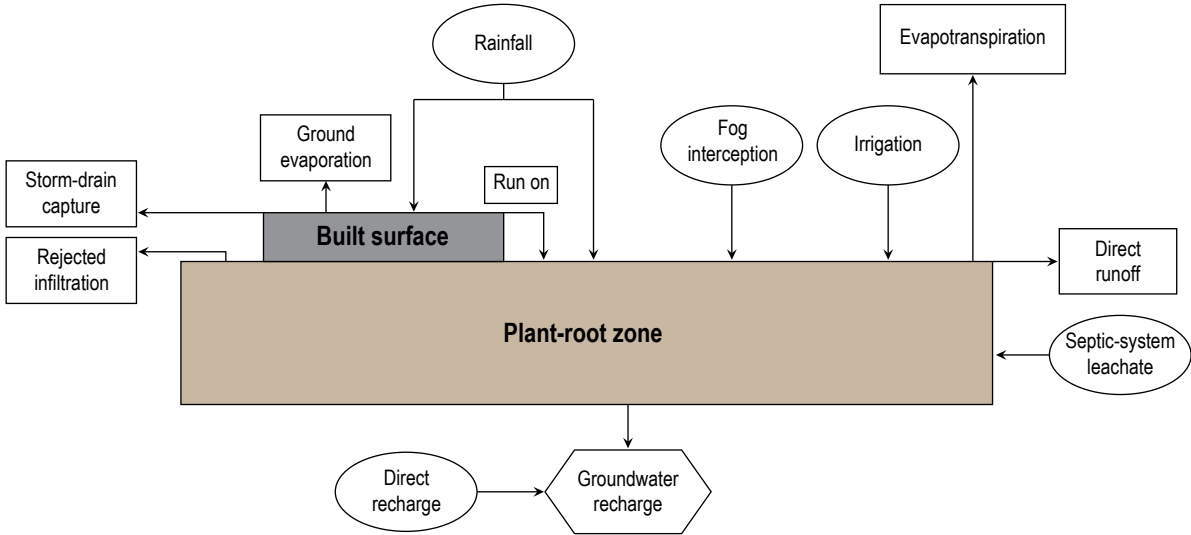 Rainfall
Evapotranspiration
Ground
evaporation
Fog
interception
Irrigation
Storm-drain
capture
Run on
Built surface
Rejected
infiltration
Direct
runoff
Plant-root zone
Septic-system
leachate
Direct
recharge
Groundwater
recharge